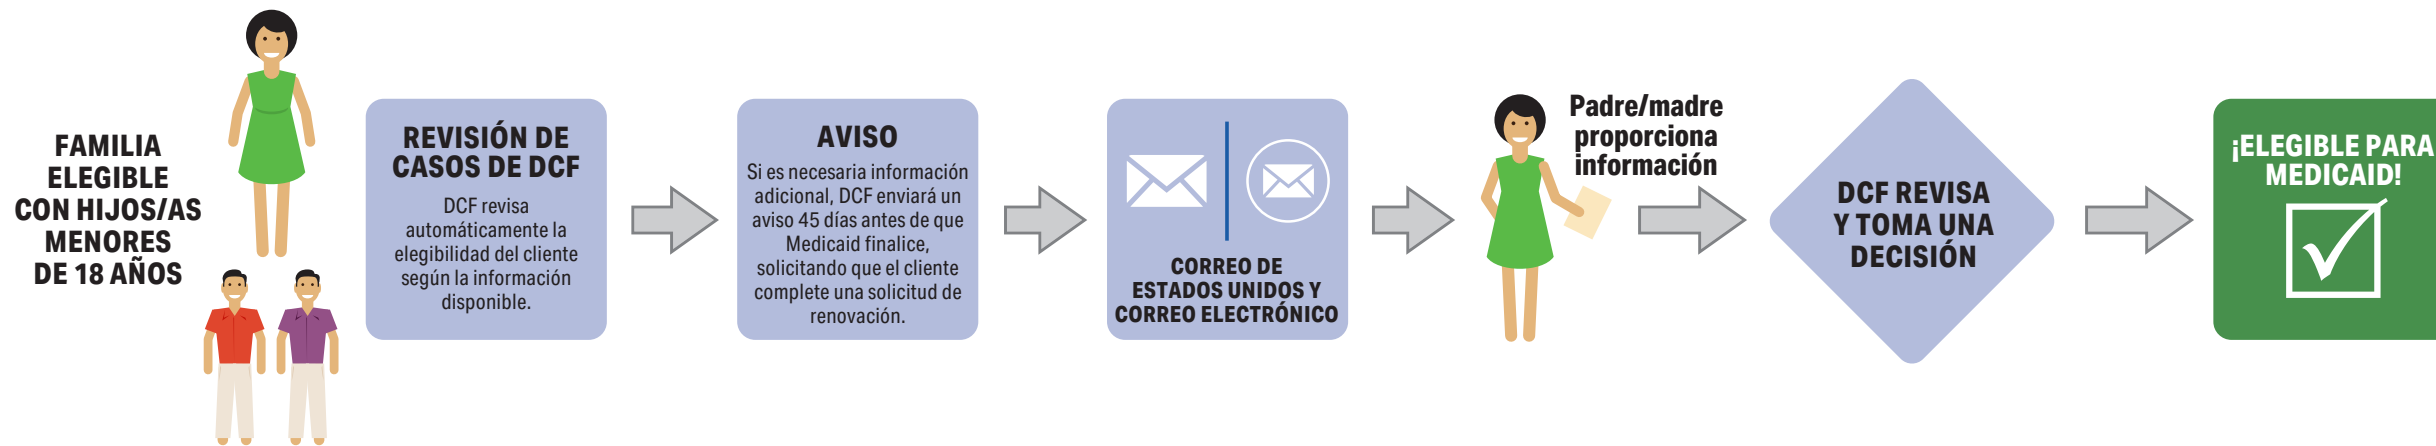 FAMILIA
ELEGIBLE
CON HIJOS/AS
MENORES
DE 18 AÑOS
REVISIÓN DE
CASOS DE DCF
DCF revisa
automáticamente la
elegibilidad del cliente
según la información
disponible.
AVISO
Si es necesaria información
adicional, DCF enviará un
aviso 45 días antes de que
Medicaid finalice,
solicitando que el cliente
complete una solicitud de
renovación.
CORREO DE
ESTADOS UNIDOS Y
CORREO ELECTRÓNICO
Padre/madre
proporciona
información
DCF REVISA
Y TOMA UNA
DECISIÓN
¡ELEGIBLE PARA
MEDICAID!